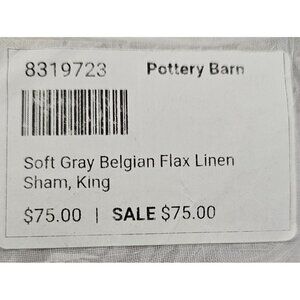 8319723 Pottery Barn
Soft Gray Belgian Flax Linen
Sham, King
$75.00 | SALE $75.00